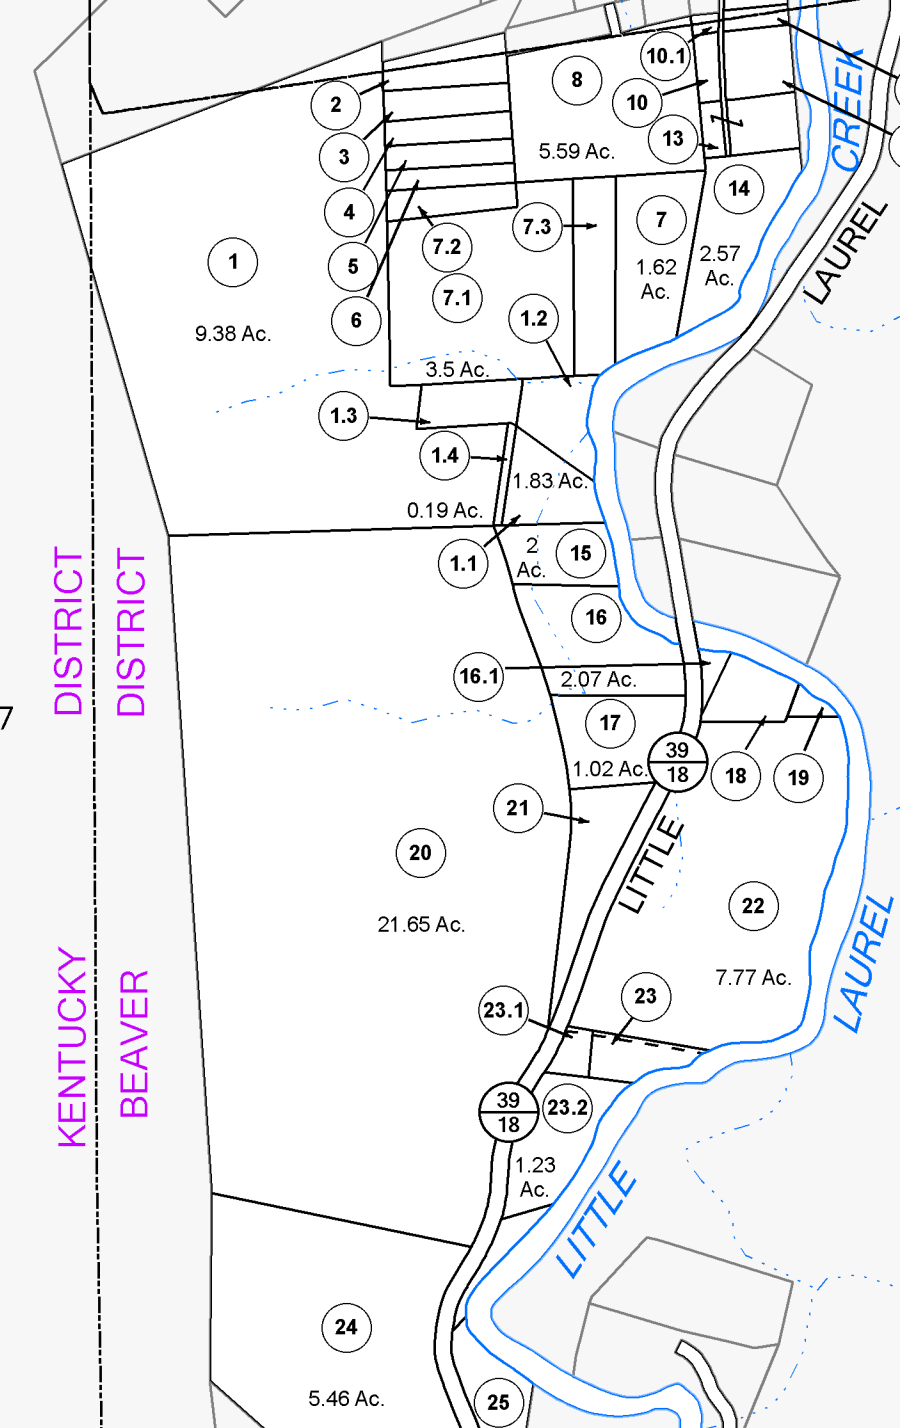 10.1
8
2
10
CREEK
13
5.59 Ac.
3
14
4
7.3
7
LAUREL
7.2
1
5
2.57
Ac.
1.62
Ac.
7.1
6
1.2
9.38 Ac.
3.5 Ac.
1.3
1.4
1.83 Ac.
0.19 Ac.
2
Ac.
15
1.1
DISTRICT
DISTRICT
16
16.1
2.07 Ac.
7
17
39
18
1.02 Ac.
18
19
21
20
LITTLE
22
21.65 Ac.
LAUREL
7.77 Ac.
23
23.1
KENTUCKY
BEAVER
39
18
23.2
1.23
Ac.
LITTLE
24
5.46 Ac.
25